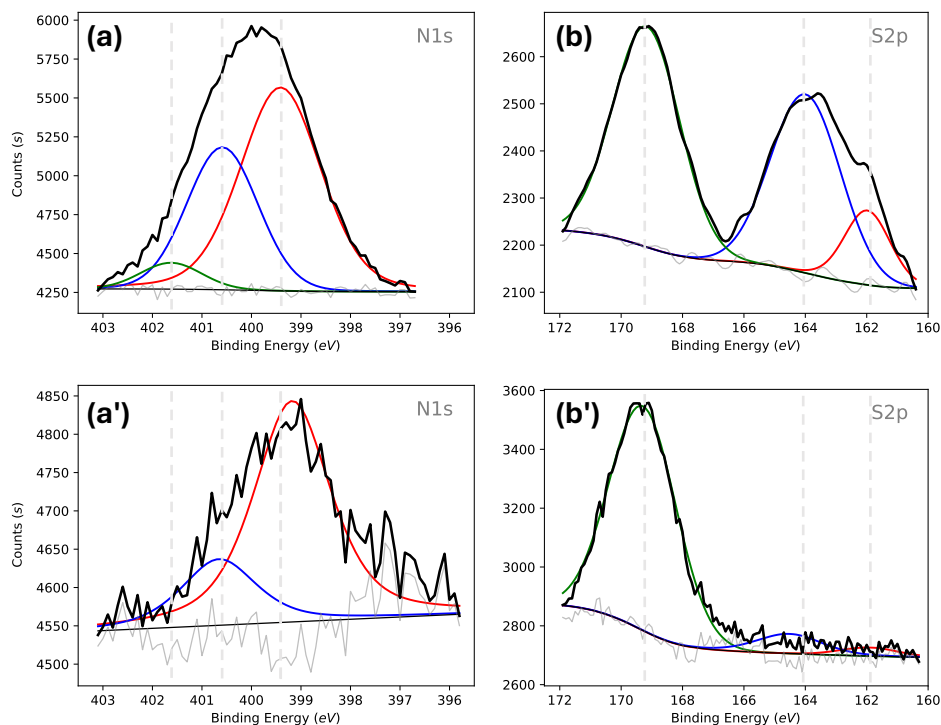 (a)
N1s
6000
5750
5500
5250
5000
4750
4500
4250
Counts (s)
403 402 401 400 399 398 397 396
Binding Energy (eV)
(b)
S2p
2600
2500
2400
2300
2200
2100
172 170 168 166 164 162 160
Binding Energy (eV)
(a')
N1s
4850
4800
4750
4700
4650
4600
4550
4500
Counts (s)
403 402 401 400 399 398 397 396
Binding Energy (eV)
(b')
S2p
3600
3400
3200
3000
2800
2600
172 170 168 166 164 162 160
Binding Energy (eV)